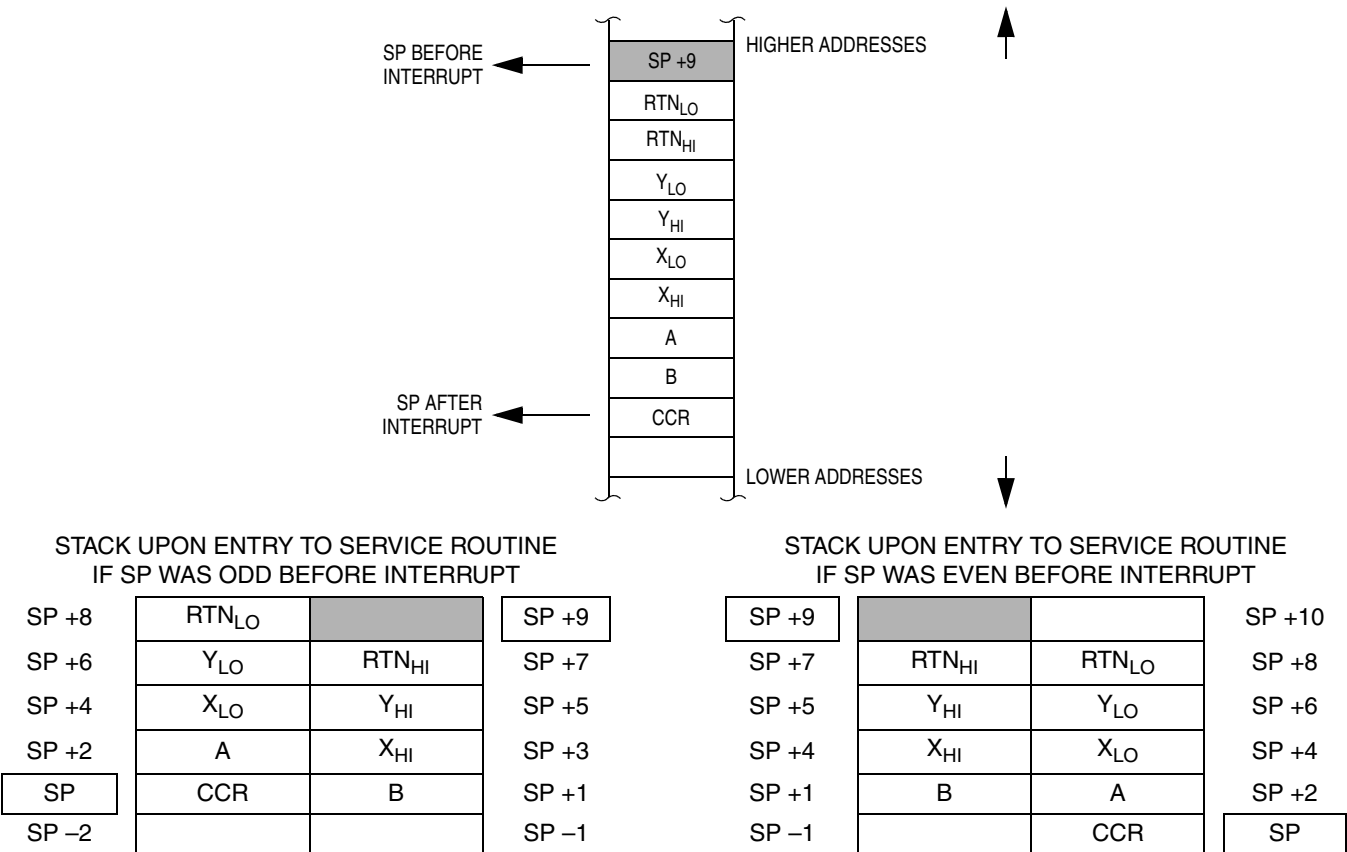 HIGHER ADDRESSES
SP BEFORE
INTERRUPT
SP +9
RTNLO
RTNHI
YLO
YHI
XLO
XHI
A
B
SP AFTER
INTERRUPT
CCR
LOWER ADDRESSES
STACK UPON ENTRY TO SERVICE ROUTINE
IF SP WAS ODD BEFORE INTERRUPT
SP +8 RTNLO SP +9
SP +6 YLO RTNHI SP +7
SP +4 XLO YHI SP +5
SP +2 A XHI SP +3
SP CCR B SP +1
SP –2 SP –1
STACK UPON ENTRY TO SERVICE ROUTINE
IF SP WAS EVEN BEFORE INTERRUPT
SP +9 SP +10
SP +7 RTNHI RTNLO SP +8
SP +5 YHI YLO SP +6
SP +4 XHI XLO SP +4
SP +1 B A SP +2
SP –1 CCR SP